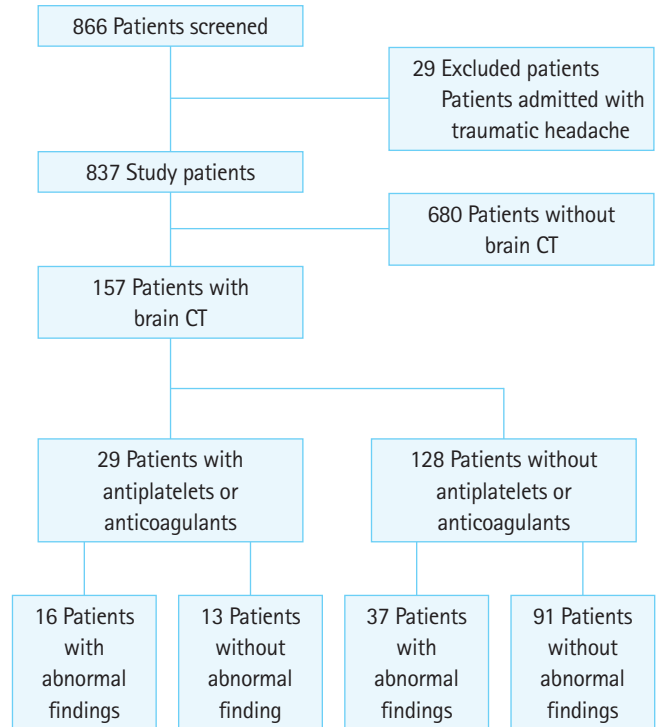 866 Patients screened
29 Excluded patients
Patients admitted with
traumatic headache
837 Study patients
680 Patients without
brain CT
157 Patients with
brain CT
29 Patients with
antiplatelets or
anticoagulants
128 Patients without
antiplatelets or
anticoagulants
16 Patients
with
abnormal
findings
13 Patients
without
abnormal
finding
37 Patients
with
abnormal
findings
91 Patients
without
abnormal
findings